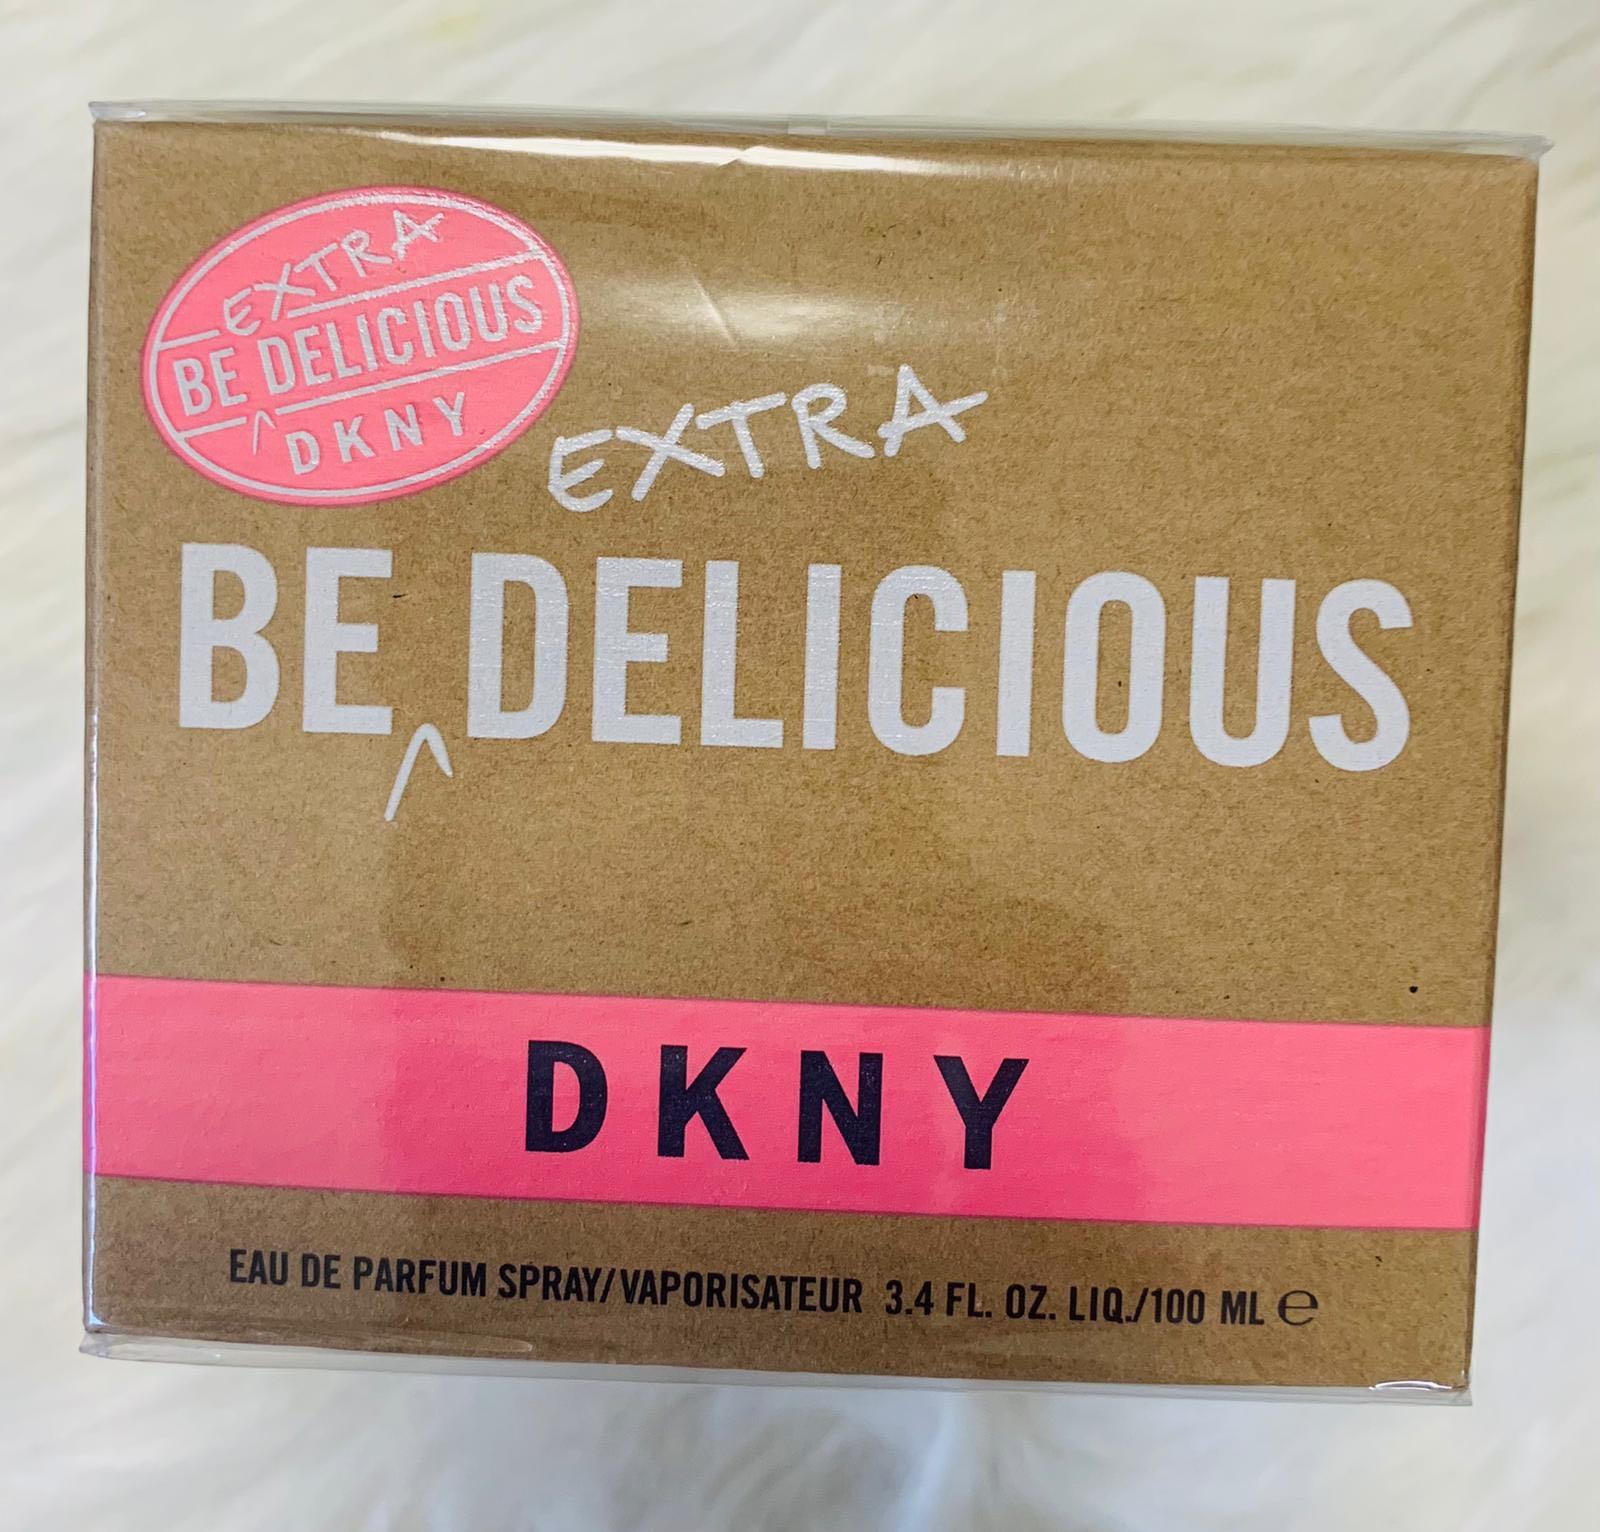 EXTRA
BE DELICIOUS
^
DKNY
EXTRA
BE DELICIOUS
^
DKNY
EAU DE PARFUM SPRAY/VAPORISATEUR 3.4 FL. OZ. LIQ./100 ML ℮